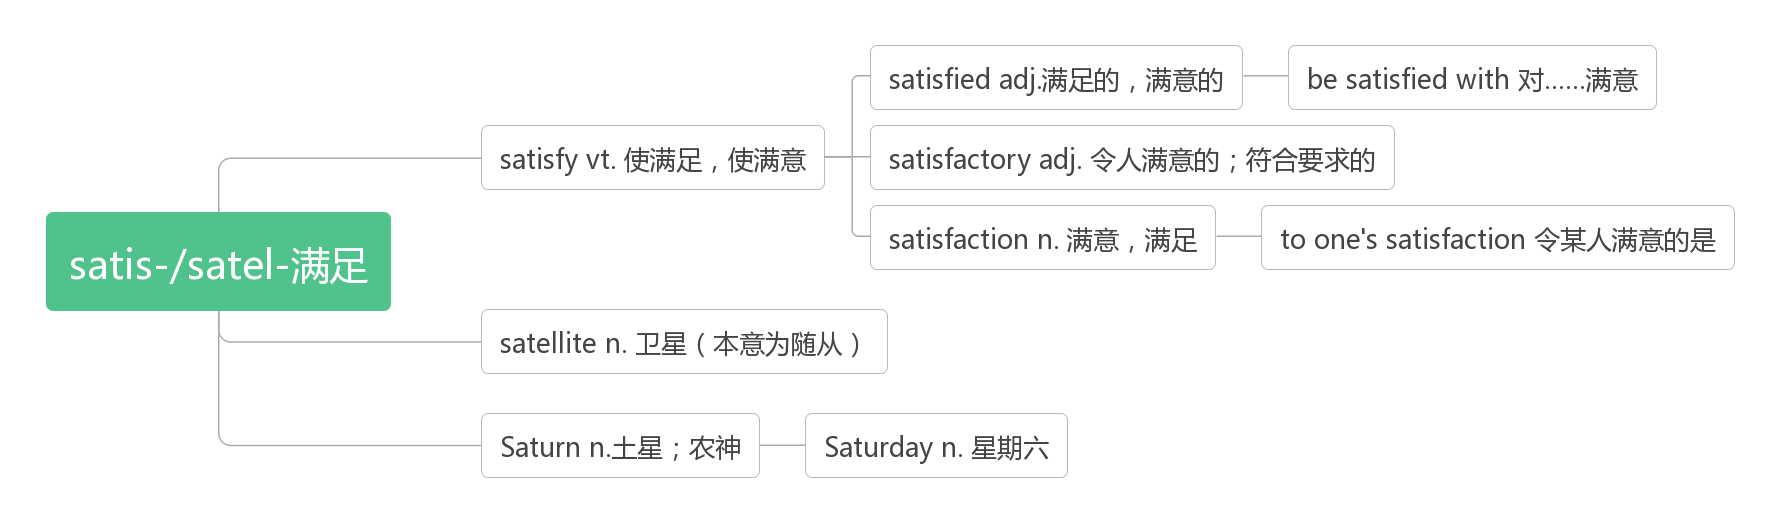 satis-/satel-满足
satisfy vt. 使满足，使满意
satisfied adj.满足的，满意的
be satisfied with 对......满意
satisfactory adj. 令人满意的；符合要求的
satisfaction n. 满意，满足
to one's satisfaction 令某人满意的是
satellite n. 卫星（本意为随从）
Saturn n.土星；农神
Saturday n. 星期六